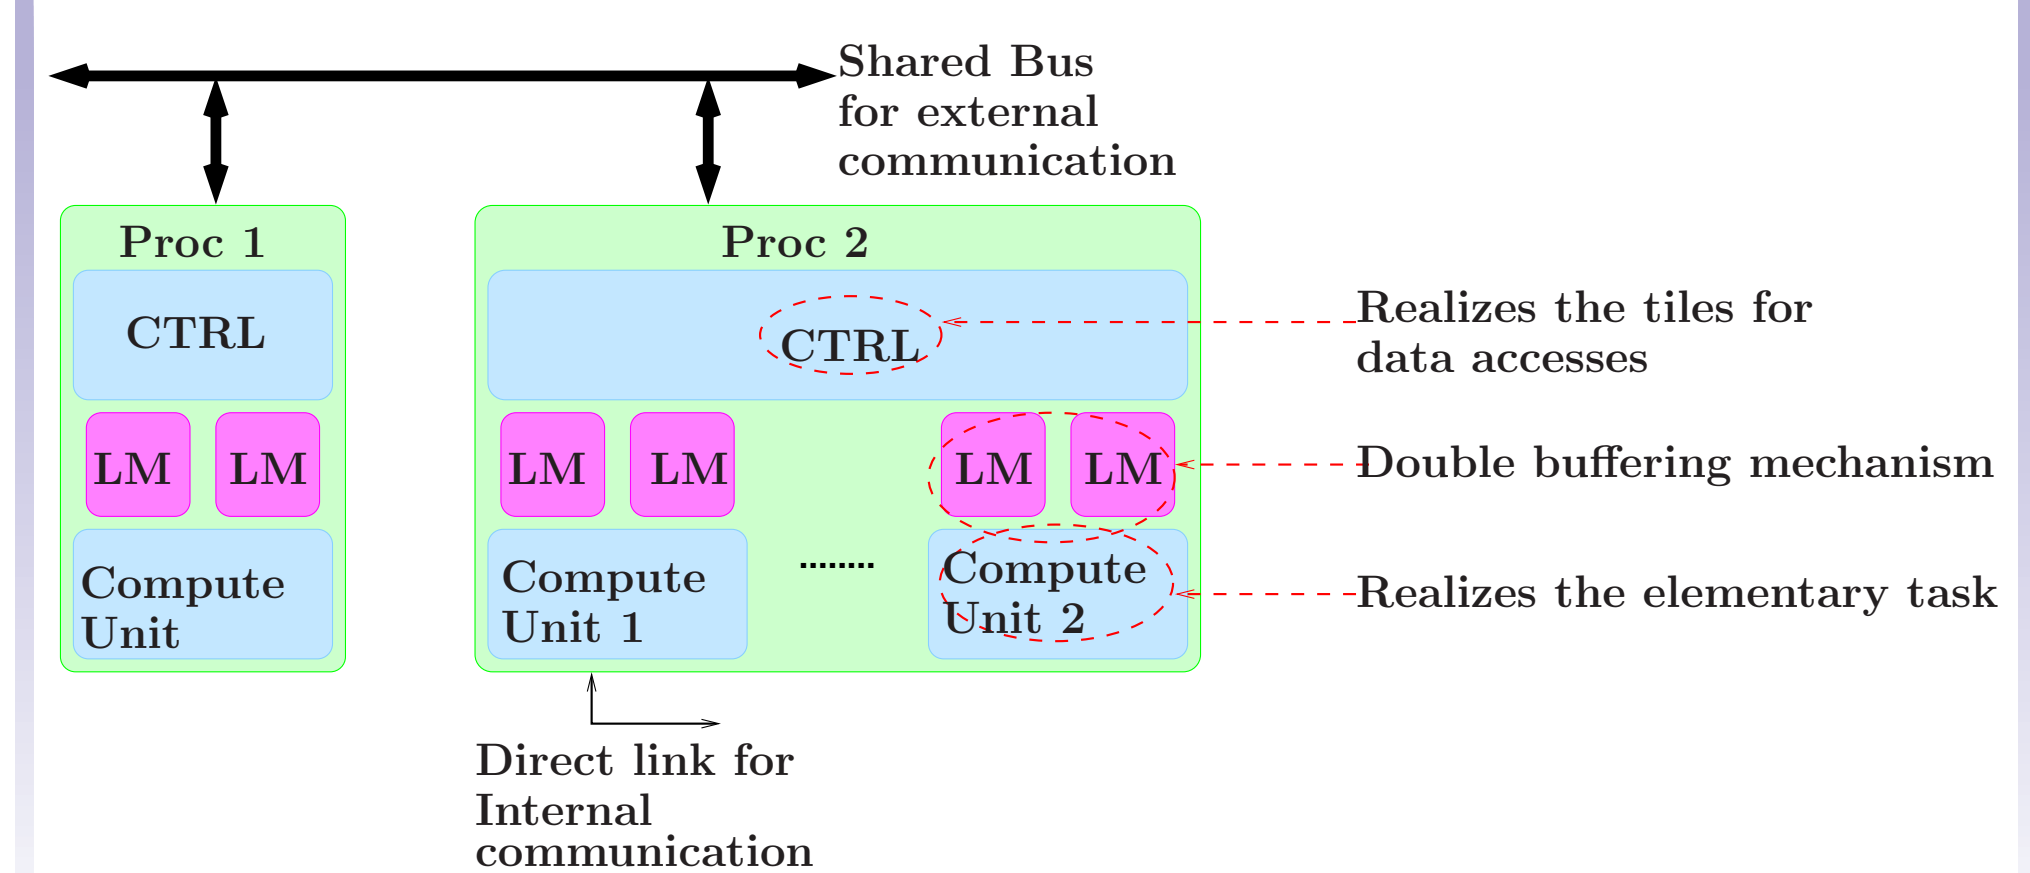 Shared Bus
for external
communication
Proc 1
Proc 2
CTRL
CTRL
Realizes the tiles for
data accesses
LM
LM
LM
LM
LM
LM
Double buffering mechanism
Compute
Unit
Compute
Unit 1
........
Compute
Unit 2
Realizes the elementary task
Direct link for
Internal
communication